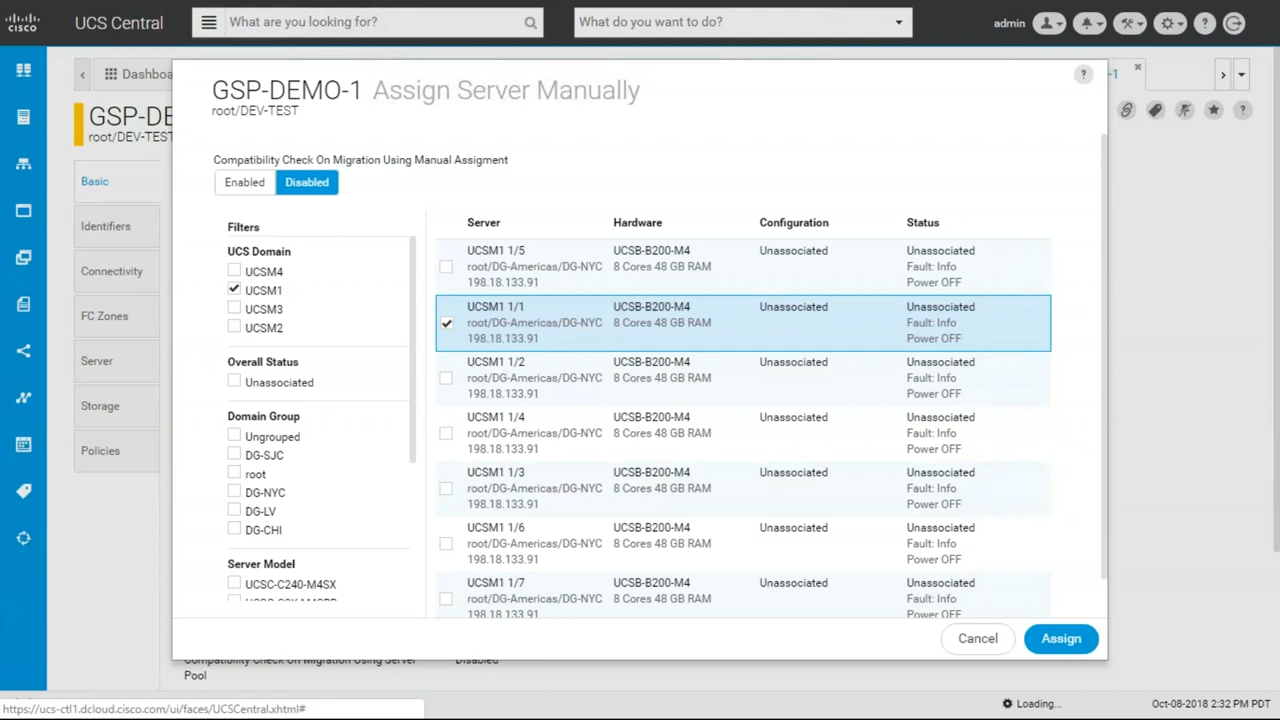 cisco
UCS Central
What are you looking for?
What do you want to do?
admin
Dashboa
-1
GSP-DE
root/DEV-TEST
Basic
Identifiers
Connectivity
FC Zones
Server
Storage
Policies
GSP-DEMO-1 Assign Server Manually
root/DEV-TEST
Compatibility Check On Migration Using Manual Assigment
Enabled
Disabled
Filters
UCS Domain
UCSM4
UCSM1
UCSM3
UCSM2
Overall Status
Unassociated
Domain Group
Ungrouped
DG-SJC
root
DG-NYC
DG-LV
DG-CHI
Server Model
UCSC-C240-M4SX
Server Hardware Configuration Status
UCSM1 1/5 UCSB-B200-M4 Unassociated Unassociated
root/DG-Americas/DG-NYC 8 Cores 48 GB RAM Fault: Info
198.18.133.91 Power OFF
UCSM1 1/1 UCSB-B200-M4 Unassociated Unassociated
root/DG-Americas/DG-NYC 8 Cores 48 GB RAM Fault: Info
198.18.133.91 Power OFF
UCSM1 1/2 UCSB-B200-M4 Unassociated Unassociated
root/DG-Americas/DG-NYC 8 Cores 48 GB RAM Fault: Info
198.18.133.91 Power OFF
UCSM1 1/4 UCSB-B200-M4 Unassociated Unassociated
root/DG-Americas/DG-NYC 8 Cores 48 GB RAM Fault: Info
198.18.133.91 Power OFF
UCSM1 1/3 UCSB-B200-M4 Unassociated Unassociated
root/DG-Americas/DG-NYC 8 Cores 48 GB RAM Fault: Info
198.18.133.91 Power OFF
UCSM1 1/6 UCSB-B200-M4 Unassociated Unassociated
root/DG-Americas/DG-NYC 8 Cores 48 GB RAM Fault: Info
198.18.133.91 Power OFF
UCSM1 1/7 UCSB-B200-M4 Unassociated Unassociated
root/DG-Americas/DG-NYC 8 Cores 48 GB RAM Fault: Info
198.18.133.91 Power OFF
Cancel
Assign
Compatibility Check On Migration Using Server Disabled
Pool
https://ucs-ctl1.dcloud.cisco.com/ui/faces/UCSCentral.xhtml#
Loading...
Oct-08-2018 2:32 PM PDT